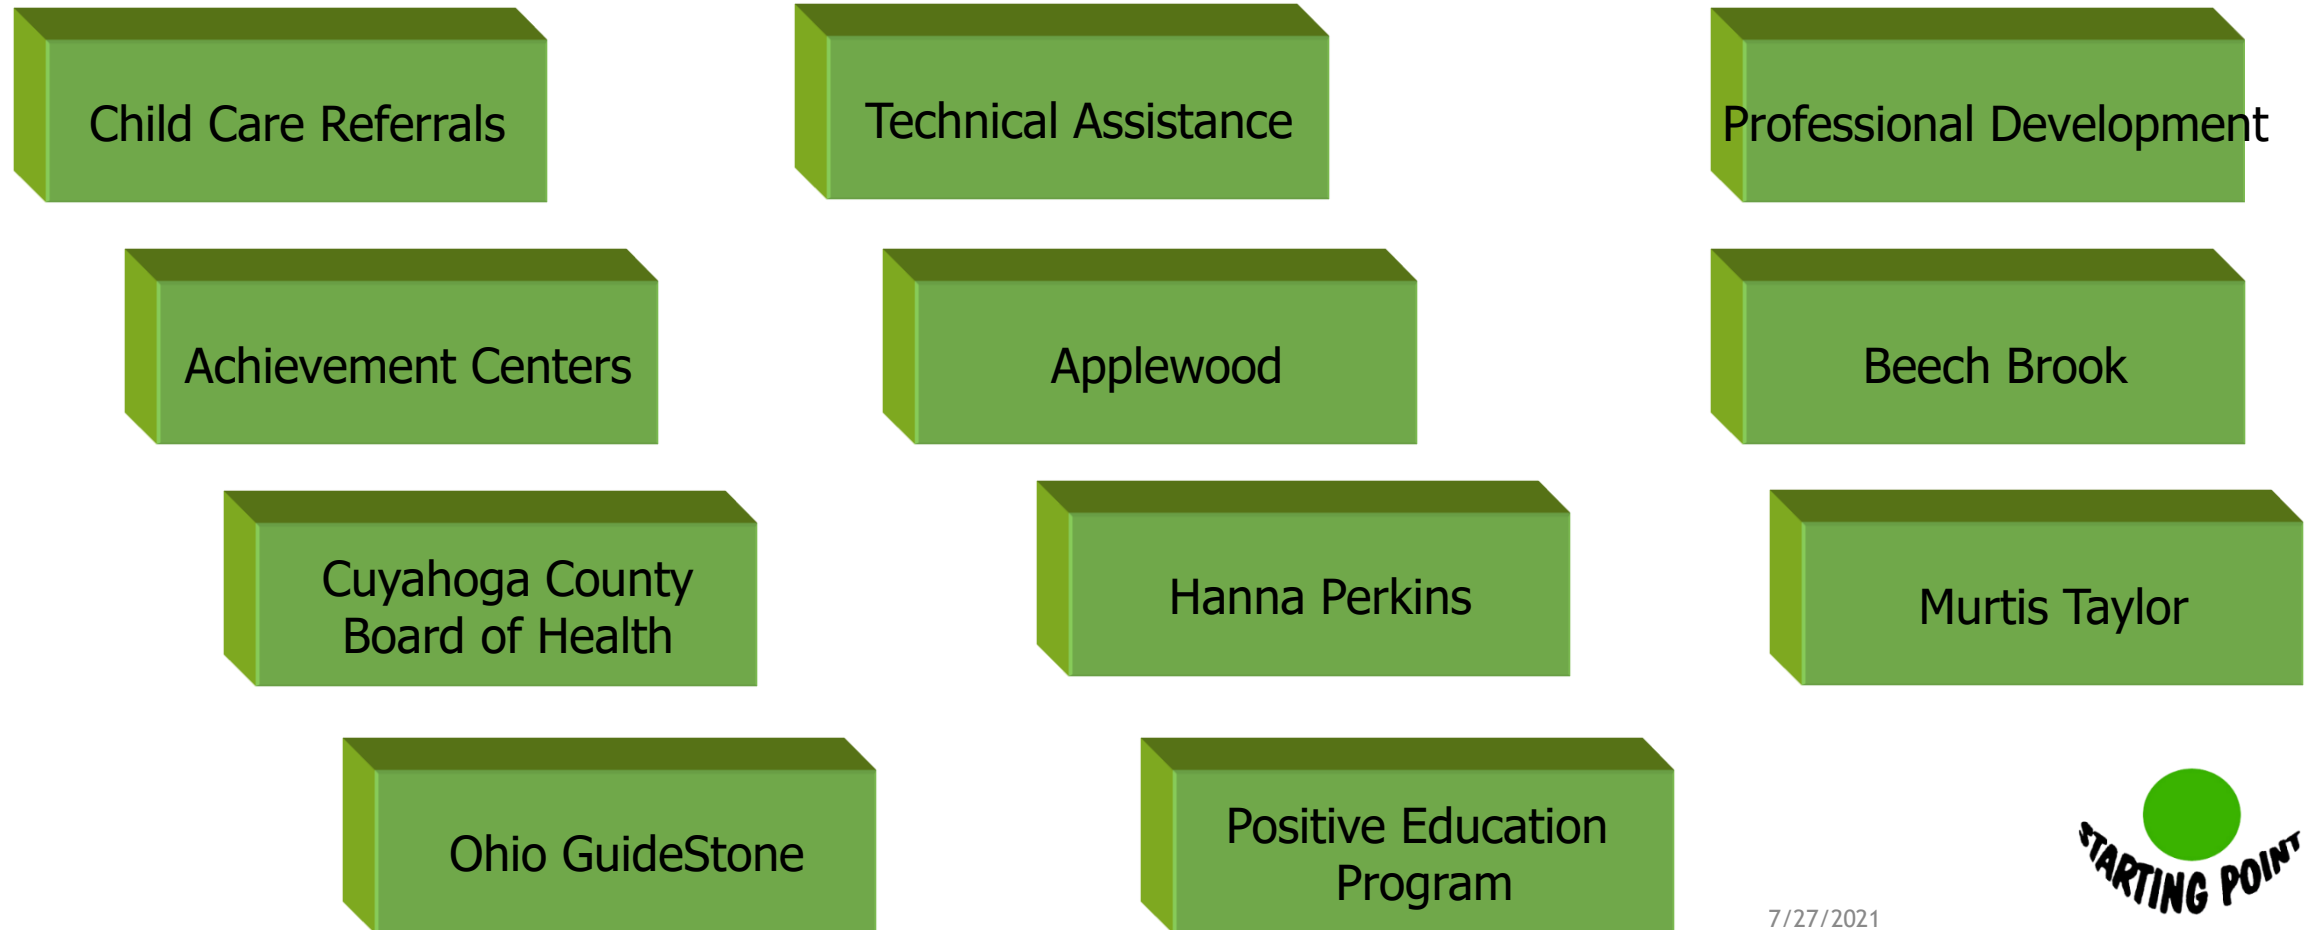 Child Care Referrals
Technical Assistance
Professional Development
Achievement Centers
Applewood
Beech Brook
Cuyahoga County
Board of Health
Hanna Perkins
Murtis Taylor
Ohio GuideStone
Positive Education
Program
STARTING POINT
7/27/2021